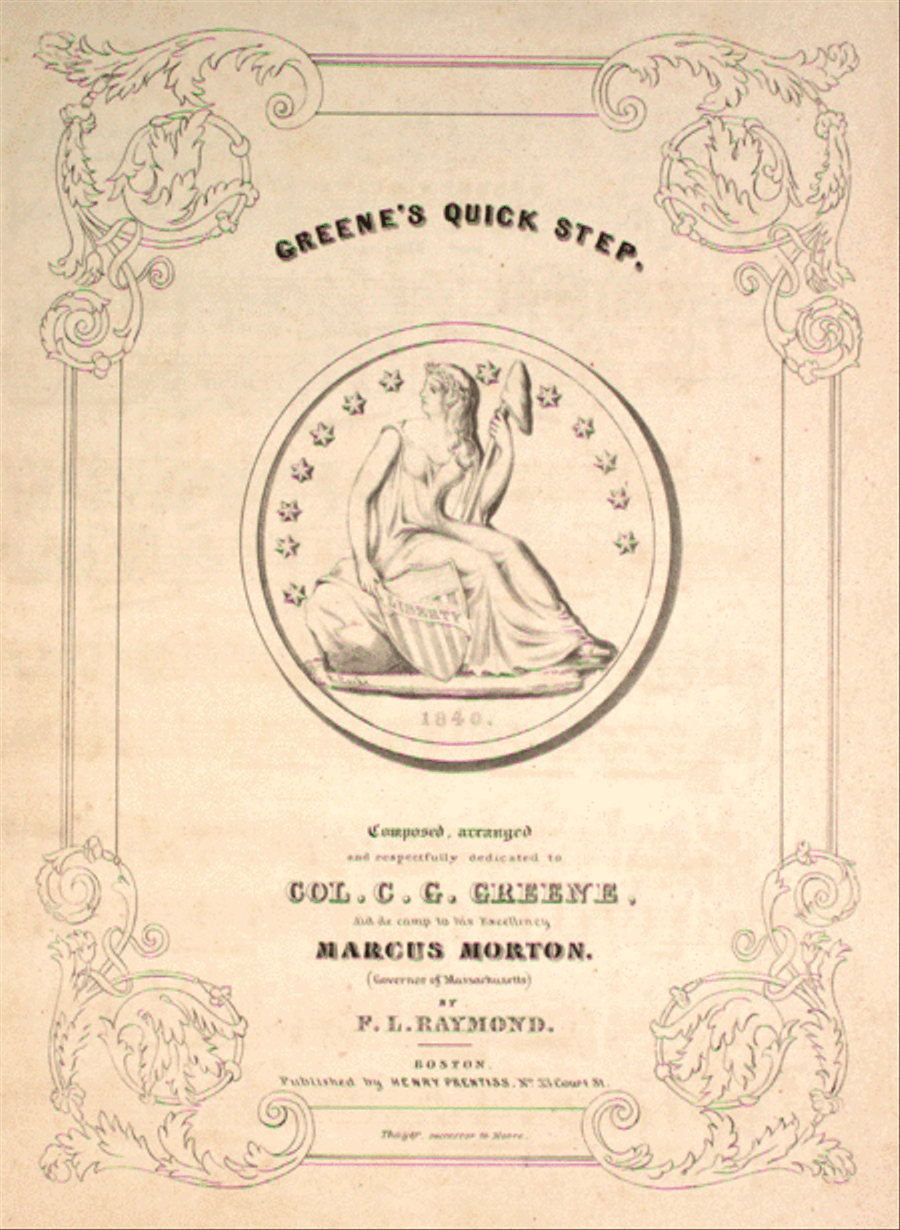 GREENE'S QUICK STEP.
LIBERTY
1840.
Composed, arranged
and respectfully dedicated to
COL. C. G. GREENE,
Aid de camp to his Excellency
MARCUS MORTON.
(Governor of Massachusetts)
BY
F. L. RAYMOND.
BOSTON.
Published by HENRY PRENTISS, No 33 Court St.
Thayer, successor to Moore.